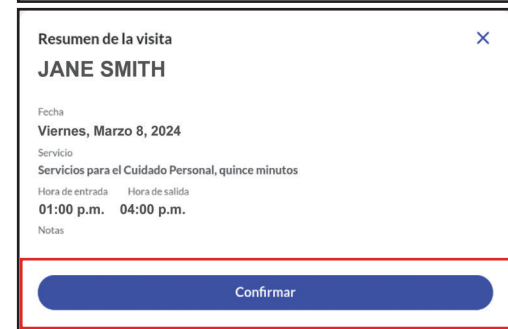 Resumen de la visita
JANE SMITH
Fecha
Viernes, Marzo 8, 2024
Servicio
Servicios para el Cuidado Personal, quince minutos
Hora de entrada Hora de salida
01:00 p.m. 04:00 p.m.
Notas
Confirmar